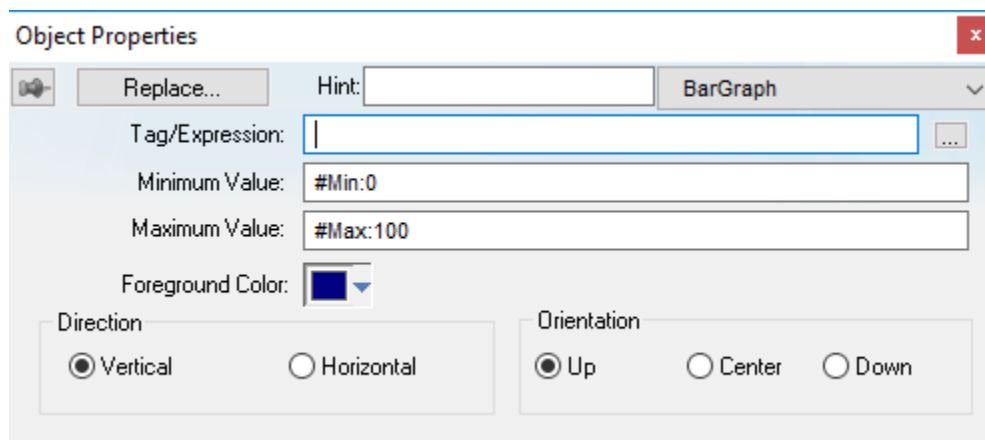 Object Properties
x
Replace... Hint: BarGraph
Tag/Expression: ...
Minimum Value: #Min:0
Maximum Value: #Max:100
Foreground Color:
Direction Orientation
Vertical Horizontal Up Center Down